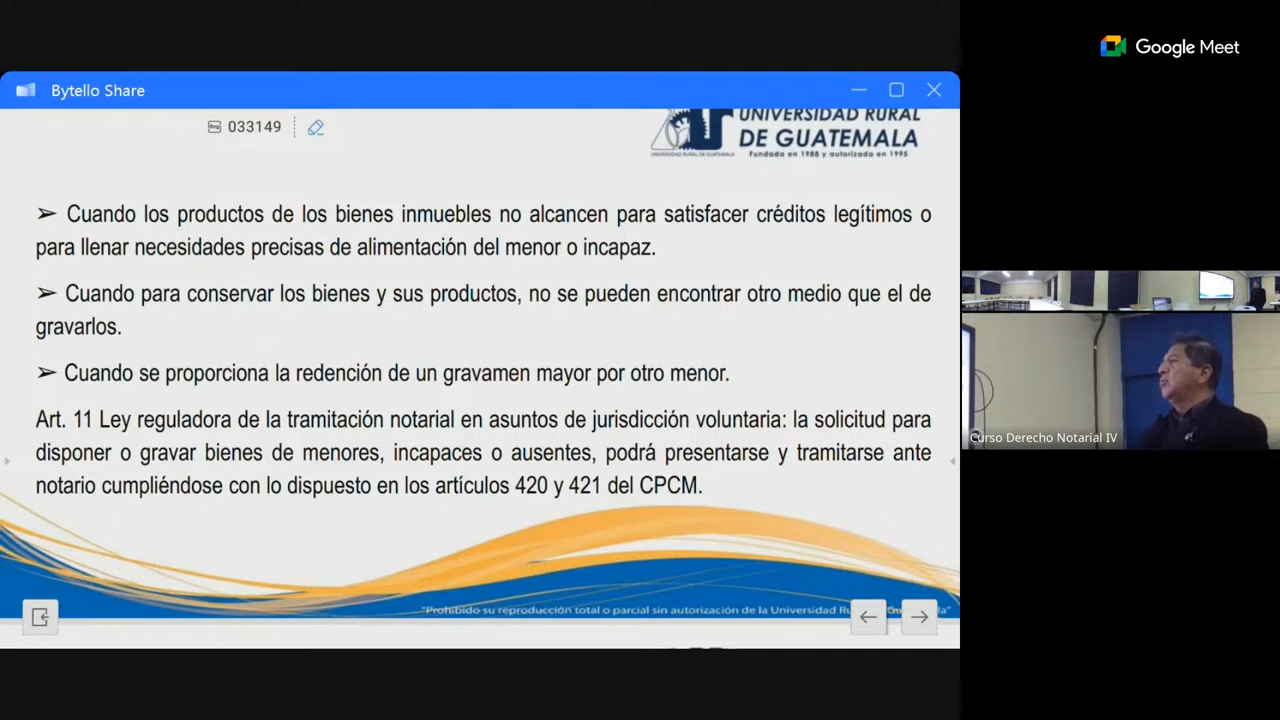 Google Meet
Bytello Share
033149
UNIVERSIDAD RURAL
DE GUATEMALA
Fundada en 1988 y autorizada en 1995
UNIVERSIDAD RURAL DE GUATEMALA
➢ Cuando los productos de los bienes inmuebles no alcancen para satisfacer créditos legítimos o
para llenar necesidades precisas de alimentación del menor o incapaz.
➢ Cuando para conservar los bienes y sus productos, no se pueden encontrar otro medio que el de
gravarlos.
➢ Cuando se proporciona la redención de un gravamen mayor por otro menor.
Art. 11 Ley reguladora de la tramitación notarial en asuntos de jurisdicción voluntaria: la solicitud para
disponer o gravar bienes de menores, incapaces o ausentes, podrá presentarse y tramitarse ante
notario cumpliéndose con lo dispuesto en los artículos 420 y 421 del CPCM.
"Prohibido su reproducción total o parcial sin autorización de la Universidad
Curso Derecho Notarial IV